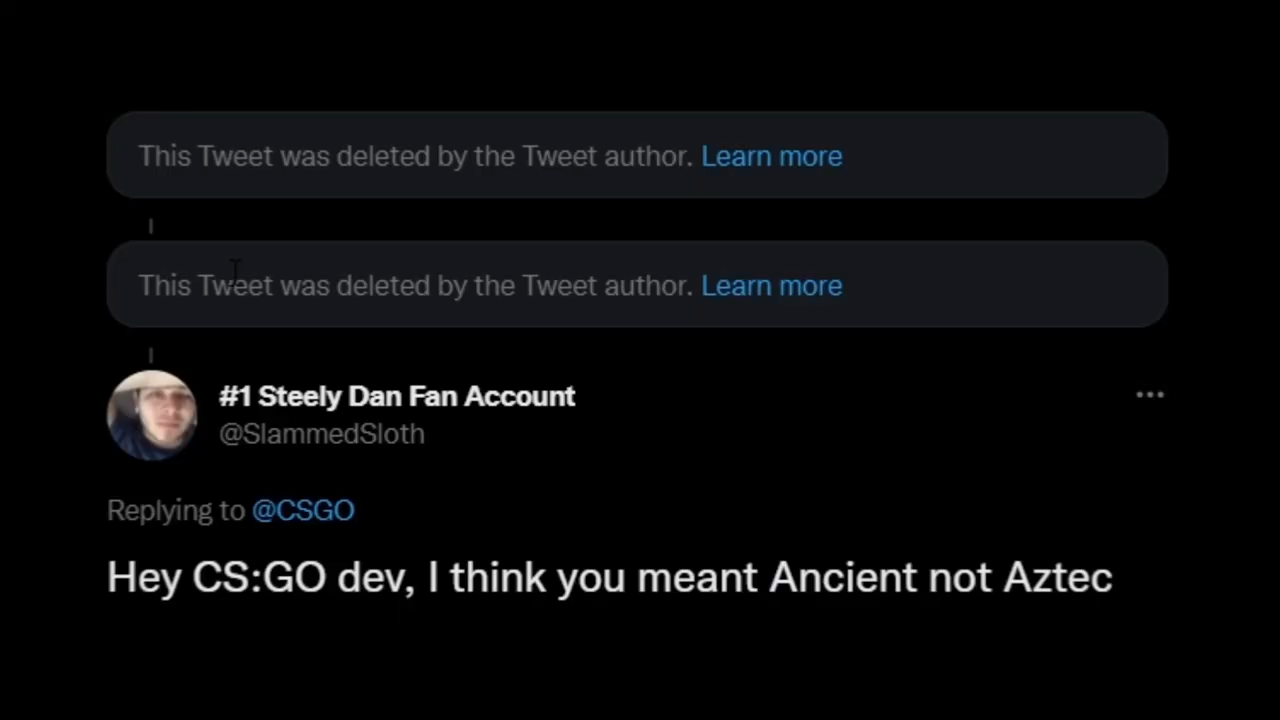 This Tweet was deleted by the Tweet author. Learn more
This Tweet was deleted by the Tweet author. Learn more
#1 Steely Dan Fan Account
@SlammedSloth
Replying to @CSGO
Hey CS:GO dev, I think you meant Ancient not Aztec